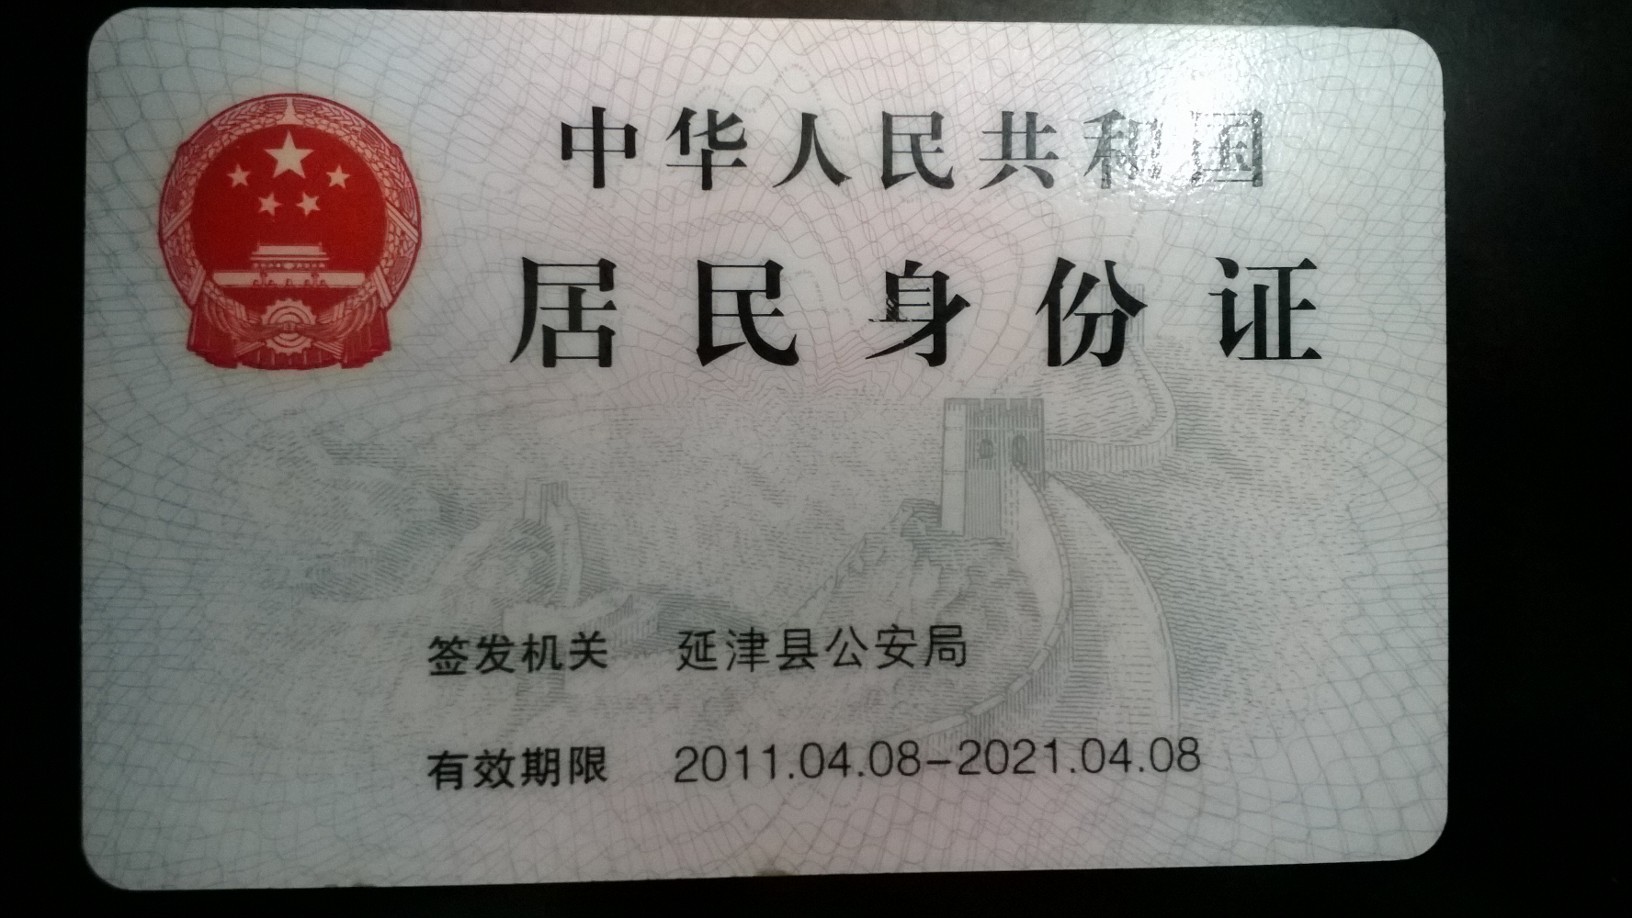 中华人民共和国
居民身份证
签发机关 延津县公安局
有效期限 2011.04.08-2021.04.08